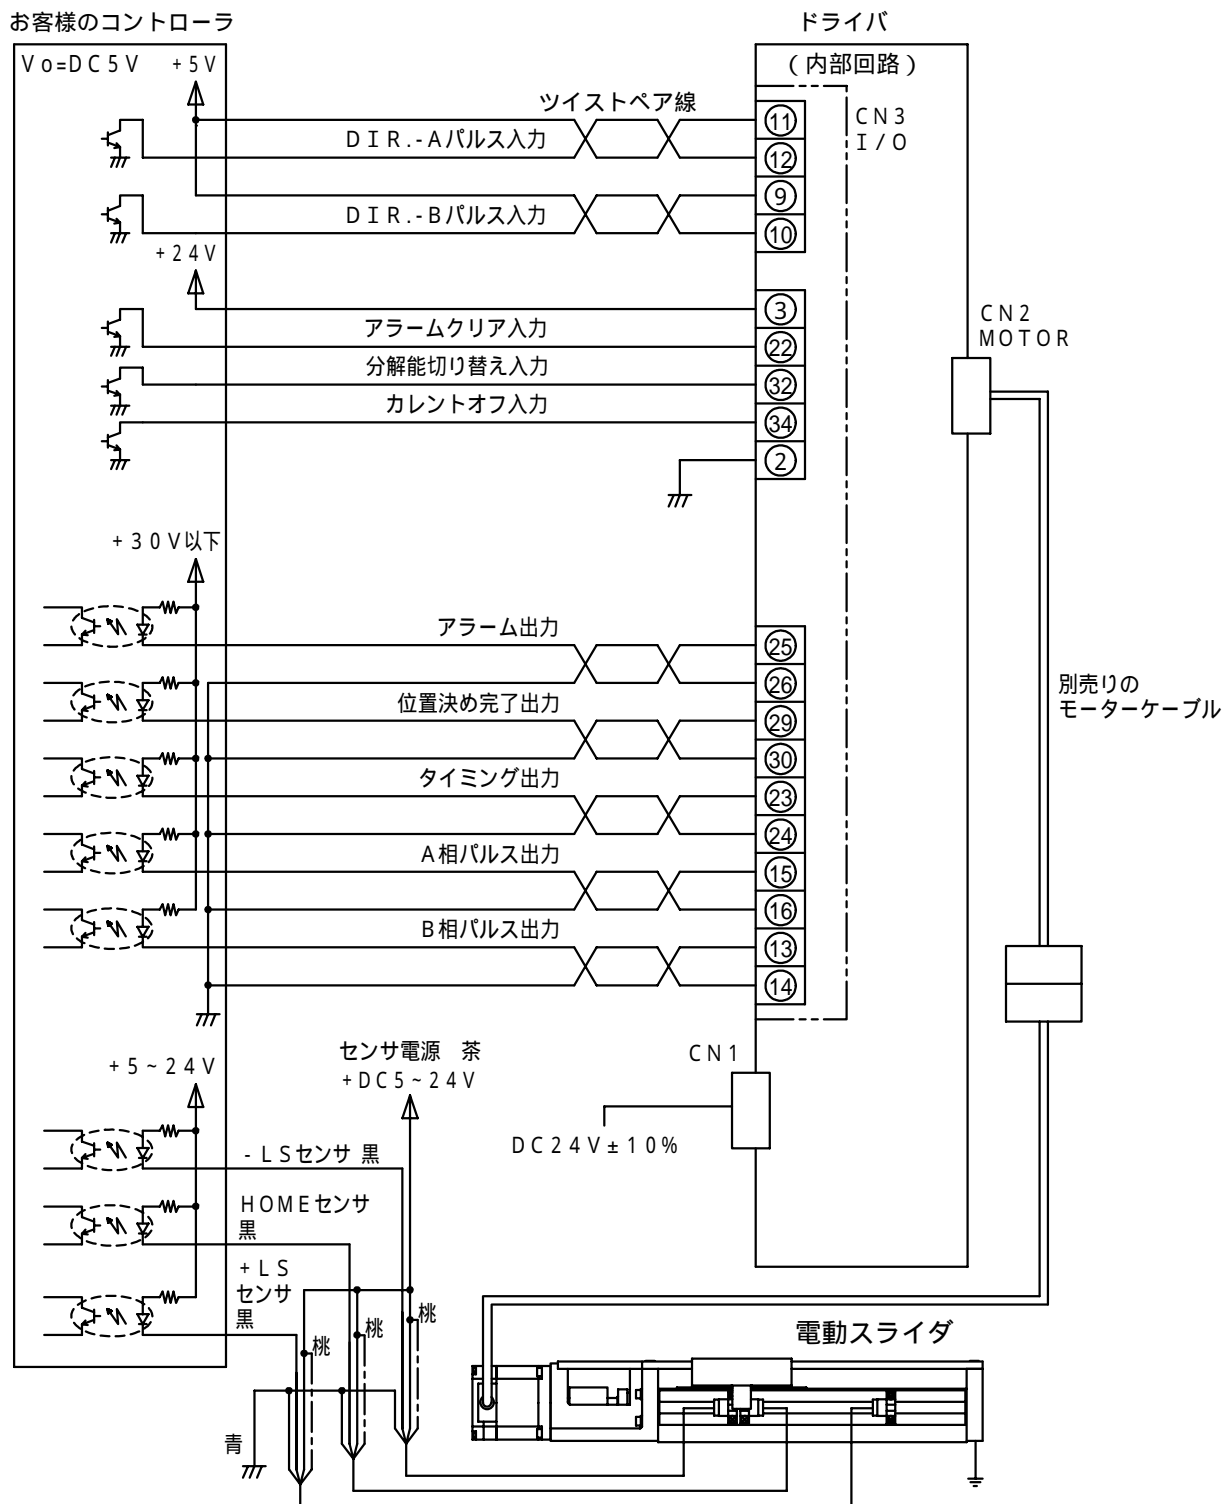 お客様のコントローラ
ドライバ
Vo=DC5V +5V
(内部回路)
ツイストペア線
CN3
I/O
DIR.-Aパルス入力
11
12
DIR.-Bパルス入力
9
10
+24V
3
アラームクリア入力
22
分解能切り替え入力
32
カレントオフ入力
34
2
CN2
MOTOR
+30V以下
アラーム出力
25
26
位置決め完了出力
29
30
タイミング出力
23
24
A相パルス出力
15
16
B相パルス出力
13
14
別売りの
モーターケーブル
+5~24V
センサ電源 茶
+DC5~24V
CN1
DC24V±10%
-LSセンサ 黒
HOMEセンサ
黒
+LS
センサ
黒
桃
桃
桃
青
電動スライダ